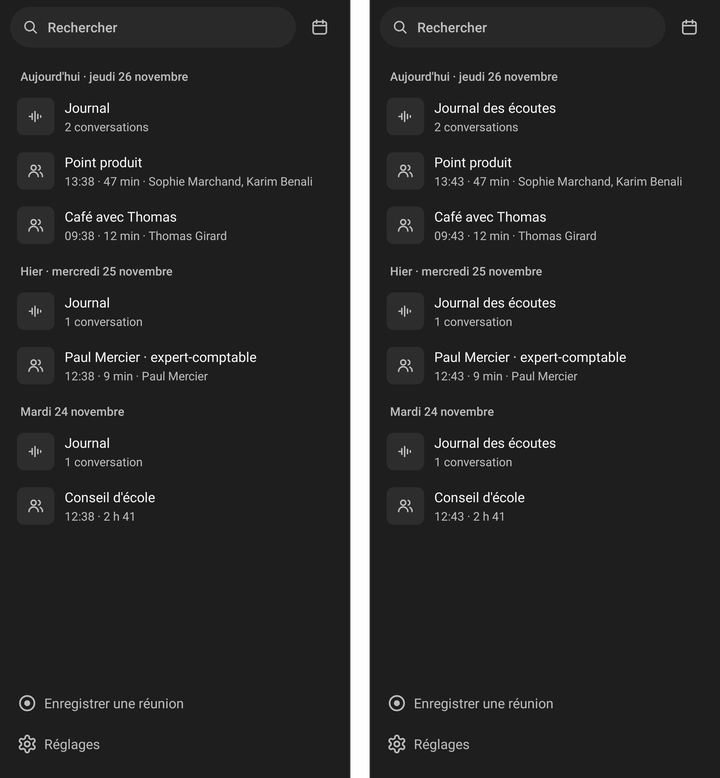 Rechercher
Aujourd'hui · jeudi 26 novembre
Journal
2 conversations
Point produit
13:38 · 47 min · Sophie Marchand, Karim Benali
Café avec Thomas
09:38 · 12 min · Thomas Girard
Hier · mercredi 25 novembre
Journal
1 conversation
Paul Mercier · expert-comptable
12:38 · 9 min · Paul Mercier
Mardi 24 novembre
Journal
1 conversation
Conseil d'école
12:38 · 2 h 41
Enregistrer une réunion
Réglages
Rechercher
Aujourd'hui · jeudi 26 novembre
Journal des écoutes
2 conversations
Point produit
13:43 · 47 min · Sophie Marchand, Karim Benali
Café avec Thomas
09:43 · 12 min · Thomas Girard
Hier · mercredi 25 novembre
Journal des écoutes
1 conversation
Paul Mercier · expert-comptable
12:43 · 9 min · Paul Mercier
Mardi 24 novembre
Journal des écoutes
1 conversation
Conseil d'école
12:43 · 2 h 41
Enregistrer une réunion
Réglages